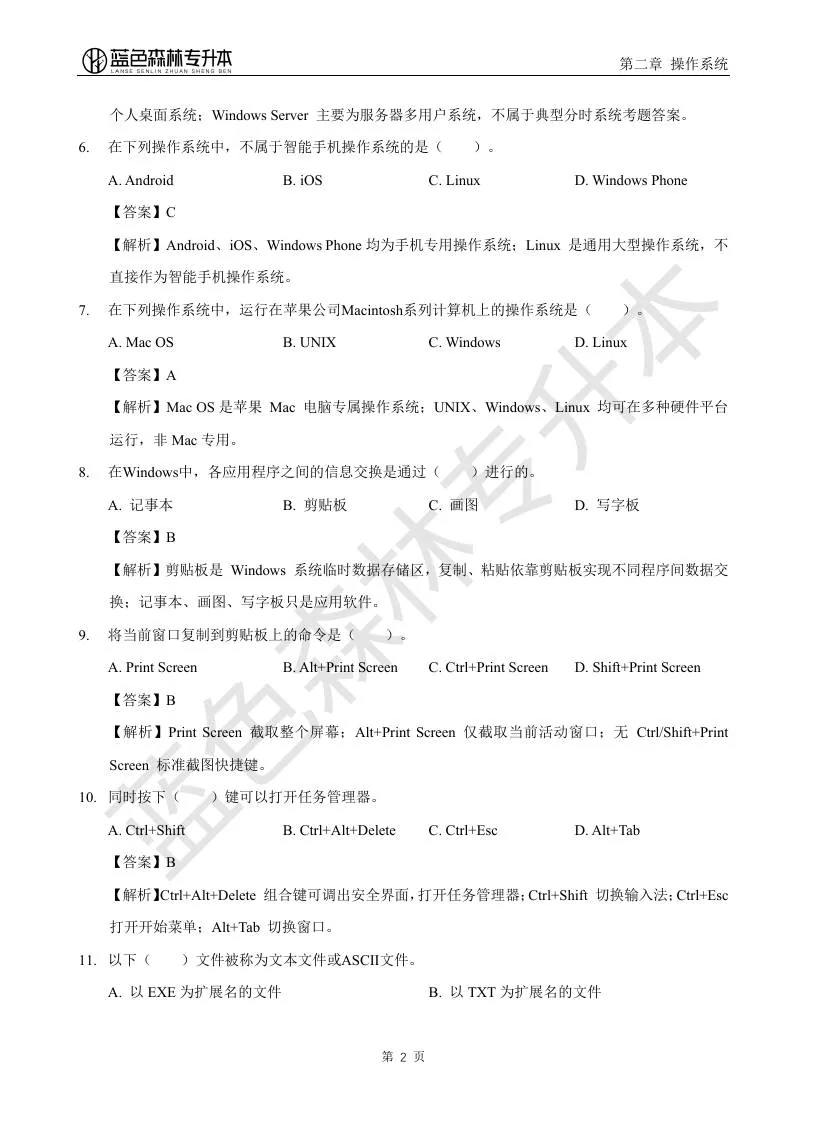 蓝色森林专升本
LANSE SENLIN ZHUAN SHENG BEN
第二章 操作系统
个人桌面系统；Windows Server 主要为服务器多用户系统，不属于典型分时系统考题答案。
6. 在下列操作系统中，不属于智能手机操作系统的是（ ）。
A. Android B. iOS C. Linux D. Windows Phone
【答案】C
【解析】Android、iOS、Windows Phone 均为手机专用操作系统；Linux 是通用大型操作系统，不
直接作为智能手机操作系统。
7. 在下列操作系统中，运行在苹果公司Macintosh系列计算机上的操作系统是（ ）。
A. Mac OS B. UNIX C. Windows D. Linux
【答案】A
【解析】Mac OS 是苹果 Mac 电脑专属操作系统；UNIX、Windows、Linux 均可在多种硬件平台
运行，非 Mac 专用。
8. 在Windows中，各应用程序之间的信息交换是通过（ ）进行的。
A. 记事本 B. 剪贴板 C. 画图 D. 写字板
【答案】B
【解析】剪贴板是 Windows 系统临时数据存储区，复制、粘贴依靠剪贴板实现不同程序间数据交
换；记事本、画图、写字板只是应用软件。
9. 将当前窗口复制到剪贴板上的命令是（ ）。
A. Print Screen B. Alt+Print Screen C. Ctrl+Print Screen D. Shift+Print Screen
【答案】B
【解析】Print Screen 截取整个屏幕；Alt+Print Screen 仅截取当前活动窗口；无 Ctrl/Shift+Print
Screen 标准截图快捷键。
10. 同时按下（ ）键可以打开任务管理器。
A. Ctrl+Shift B. Ctrl+Alt+Delete C. Ctrl+Esc D. Alt+Tab
【答案】B
【解析】Ctrl+Alt+Delete 组合键可调出安全界面，打开任务管理器；Ctrl+Shift 切换输入法；Ctrl+Esc
打开开始菜单；Alt+Tab 切换窗口。
11. 以下（ ）文件被称为文本文件或ASCII文件。
A. 以 EXE 为扩展名的文件 B. 以 TXT 为扩展名的文件
第 2 页
蓝色森林专升本